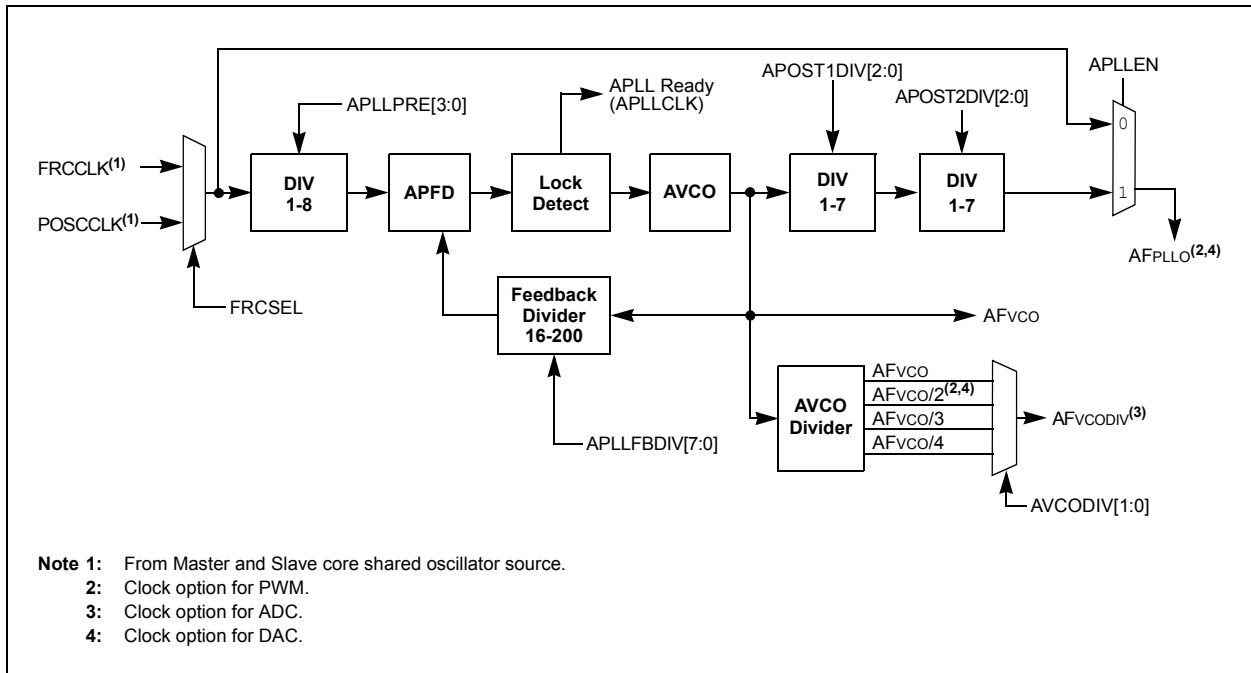 APLLEN
APOST1DIV[2:0]
APLL Ready
(APLLCLK)
APLLPRE[3:0]
APOST2DIV[2:0]
0
FRCCLK(1)
DIV
1-8
APFD
Lock
Detect
AVCO
DIV
1-7
DIV
1-7
1
POSCCLK(1)
AFPLLO(2,4)
FRCSEL
Feedback
Divider
16-200
AFVCO
AVCO
Divider
AFVCO
AFVCO/2(2,4)
AFVCO/3
AFVCO/4
AFVCODIV(3)
APLLFBDIV[7:0]
AVCODIV[1:0]
Note 1: From Master and Slave core shared oscillator source.
2: Clock option for PWM.
3: Clock option for ADC.
4: Clock option for DAC.